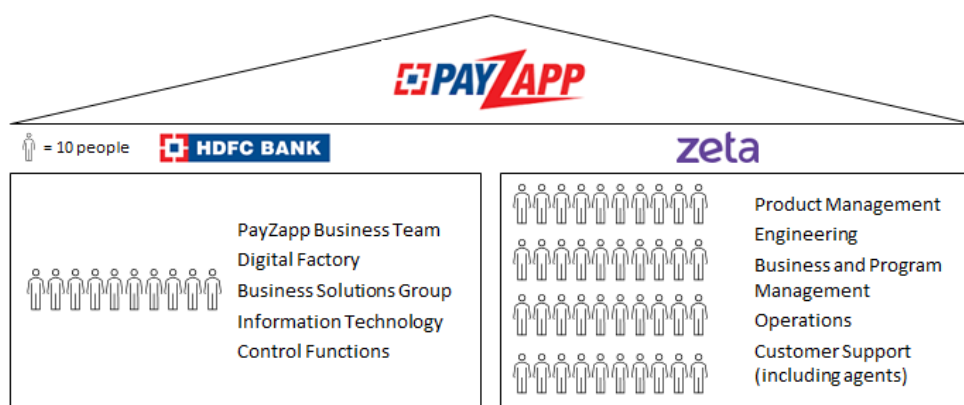 PAYZAPP
= 10 people
HDFC BANK
zeta
PayZapp Business Team
Digital Factory
Business Solutions Group
Information Technology
Control Functions
Product Management
Engineering
Business and Program
Management
Operations
Customer Support
(including agents)